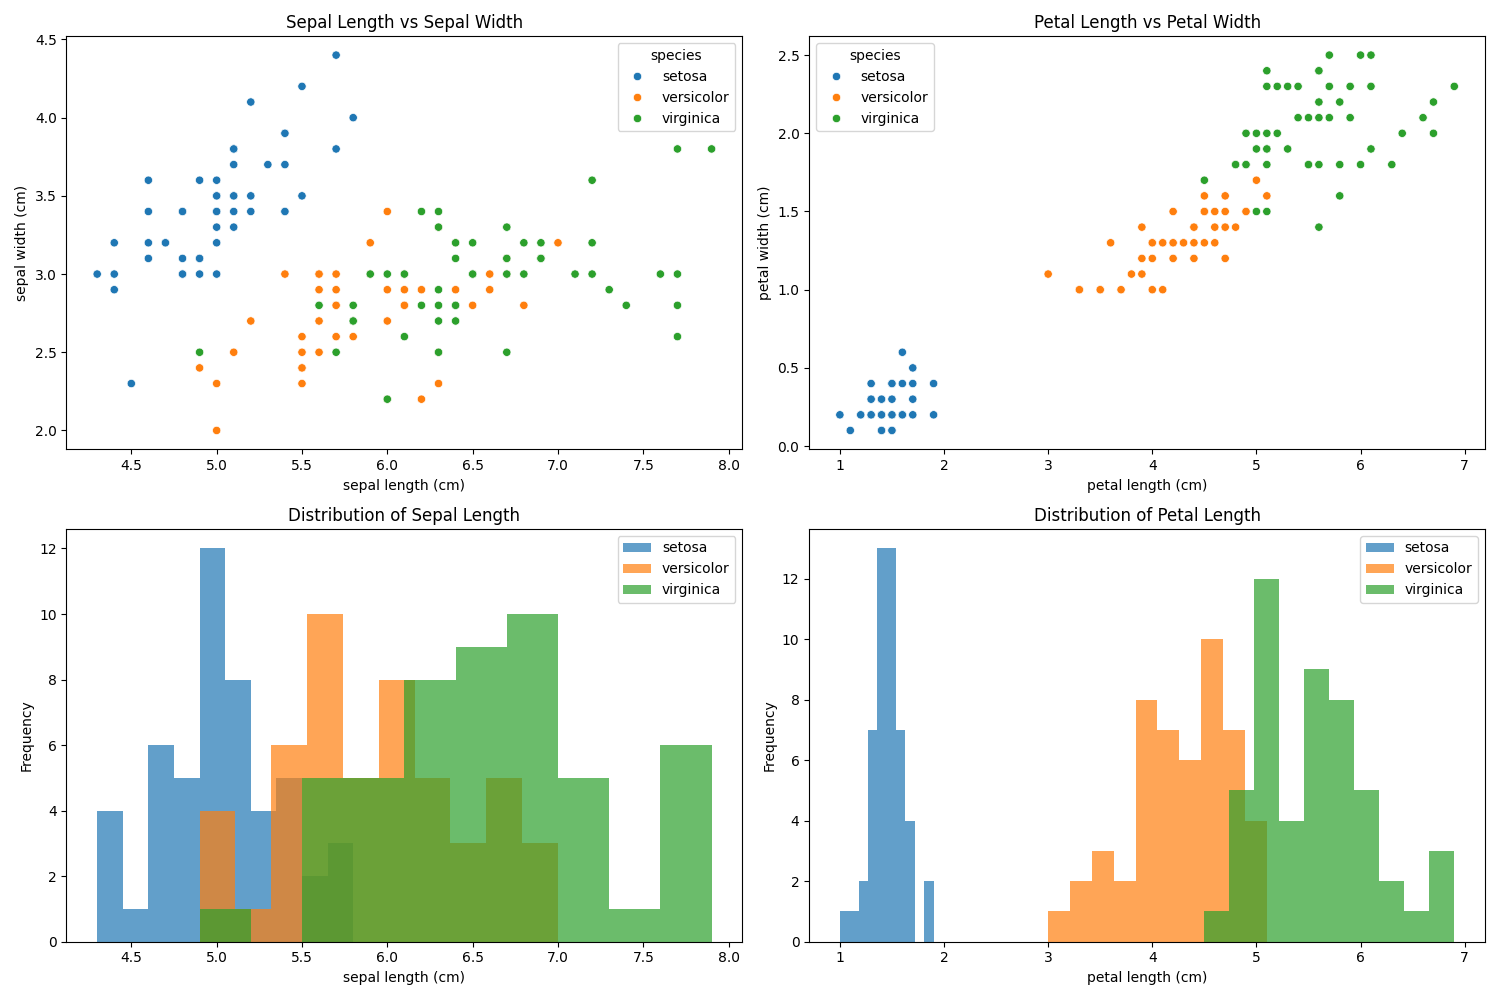 Sepal Length vs Sepal Width
4.5
4.0
3.5
3.0
2.5
2.0
sepal width (cm)
species
setosa
versicolor
virginica
4.5 5.0 5.5 6.0 6.5 7.0 7.5 8.0
sepal length (cm)
Petal Length vs Petal Width
2.5
2.0
1.5
1.0
0.5
0.0
petal width (cm)
species
setosa
versicolor
virginica
1 2 3 4 5 6 7
petal length (cm)
Distribution of Sepal Length
12
10
8
6
4
2
0
Frequency
setosa
versicolor
virginica
4.5 5.0 5.5 6.0 6.5 7.0 7.5 8.0
sepal length (cm)
Distribution of Petal Length
12
10
8
6
4
2
0
Frequency
setosa
versicolor
virginica
1 2 3 4 5 6 7
petal length (cm)